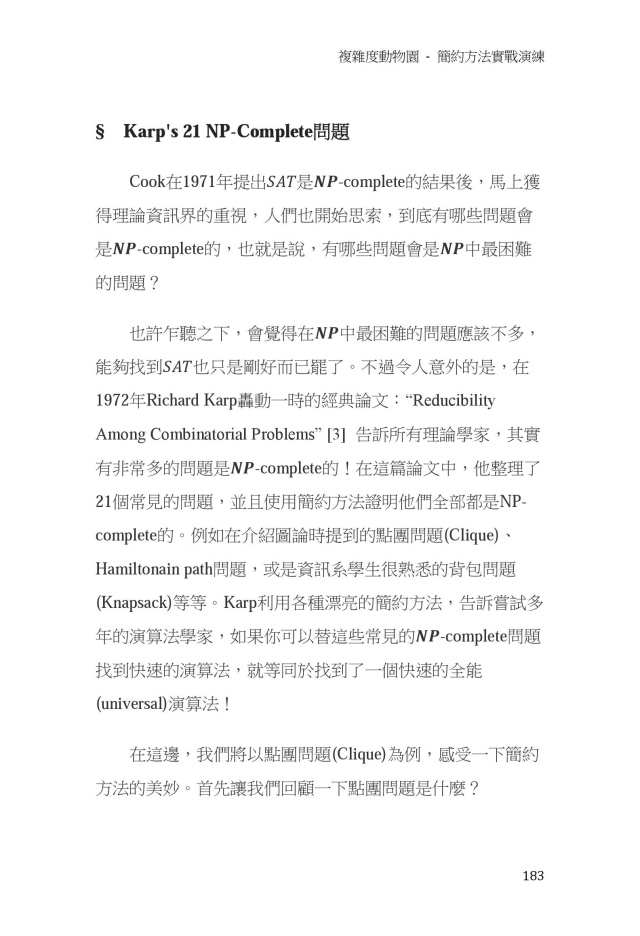 複雜度動物園 - 簡約方法實戰演練
§ Karp's 21 NP-Complete問題
Cook在1971年提出SAT是NP-complete的結果後，馬上獲
得理論資訊界的重視，人們也開始思索，到底有哪些問題會
是NP-complete的，也就是說，有哪些問題會是NP中最困難
的問題？
也許乍聽之下，會覺得在NP中最困難的問題應該不多，
能夠找到SAT也只是剛好而已罷了。不過令人意外的是，在
1972年Richard Karp轟動一時的經典論文：“Reducibility
Among Combinatorial Problems” [3] 告訴所有理論學家，其實
有非常多的問題是NP-complete的！在這篇論文中，他整理了
21個常見的問題，並且使用簡約方法證明他們全部都是NP-
complete的。例如在介紹圖論時提到的點團問題(Clique)、
Hamiltonain path問題，或是資訊系學生很熟悉的背包問題
(Knapsack)等等。Karp利用各種漂亮的簡約方法，告訴嘗試多
年的演算法學家，如果你可以替這些常見的NP-complete問題
找到快速的演算法，就等同於找到了一個快速的全能
(universal)演算法！
在這邊，我們將以點團問題(Clique)為例，感受一下簡約
方法的美妙。首先讓我們回顧一下點團問題是什麼？
183